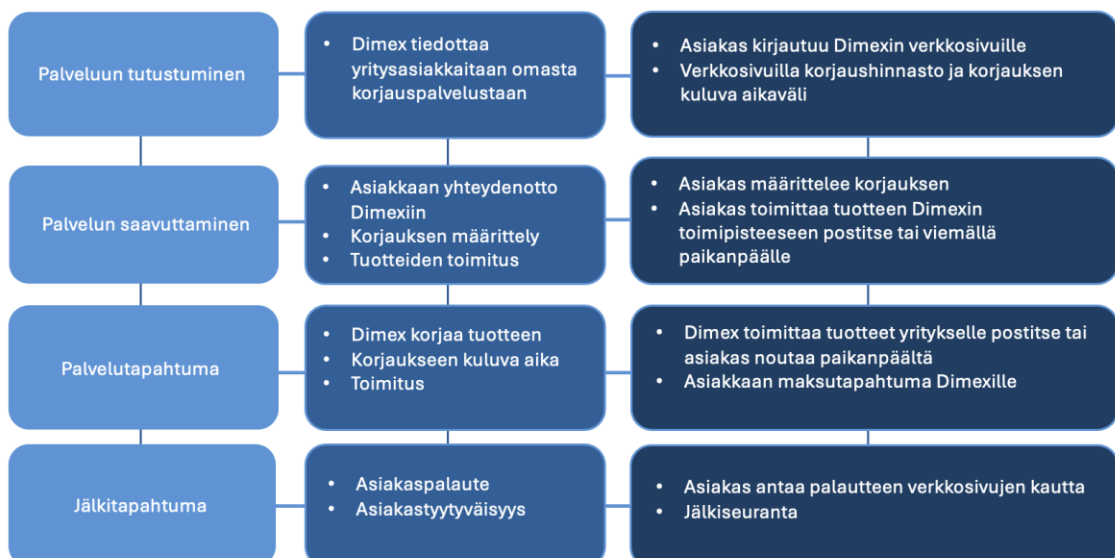 Palveluun tutustuminen
• Dimex tiedottaa
yritysasiakkaitaan omasta
korjauspalvelustaan
• Asiakas kirjautuu Dimexin verkkosivuille
• Verkkosivuilla korjaushinnasto ja korjauksen
kuluva aikaväli
Palvelun saavuttaminen
• Asiakkaan yhteydenotto
Dimexiin
• Korjauksen määrittely
• Tuotteiden toimitus
• Asiakas määrittelee korjauksen
• Asiakas toimittaa tuotteen Dimexin
toimipisteeseen postitse tai viemällä
paikanpäälle
Palvelutapahtuma
• Dimex korjaa tuotteen
• Korjaukseen kuluva aika
• Toimitus
• Dimex toimittaa tuotteet yritykselle postitse tai
asiakas noutaa paikanpäältä
• Asiakkaan maksutapahtuma Dimexille
Jälkitapahtuma
• Asiakaspalaute
• Asiakastyytyväisyys
• Asiakas antaa palautteen verkkosivujen kautta
• Jälkiseuranta